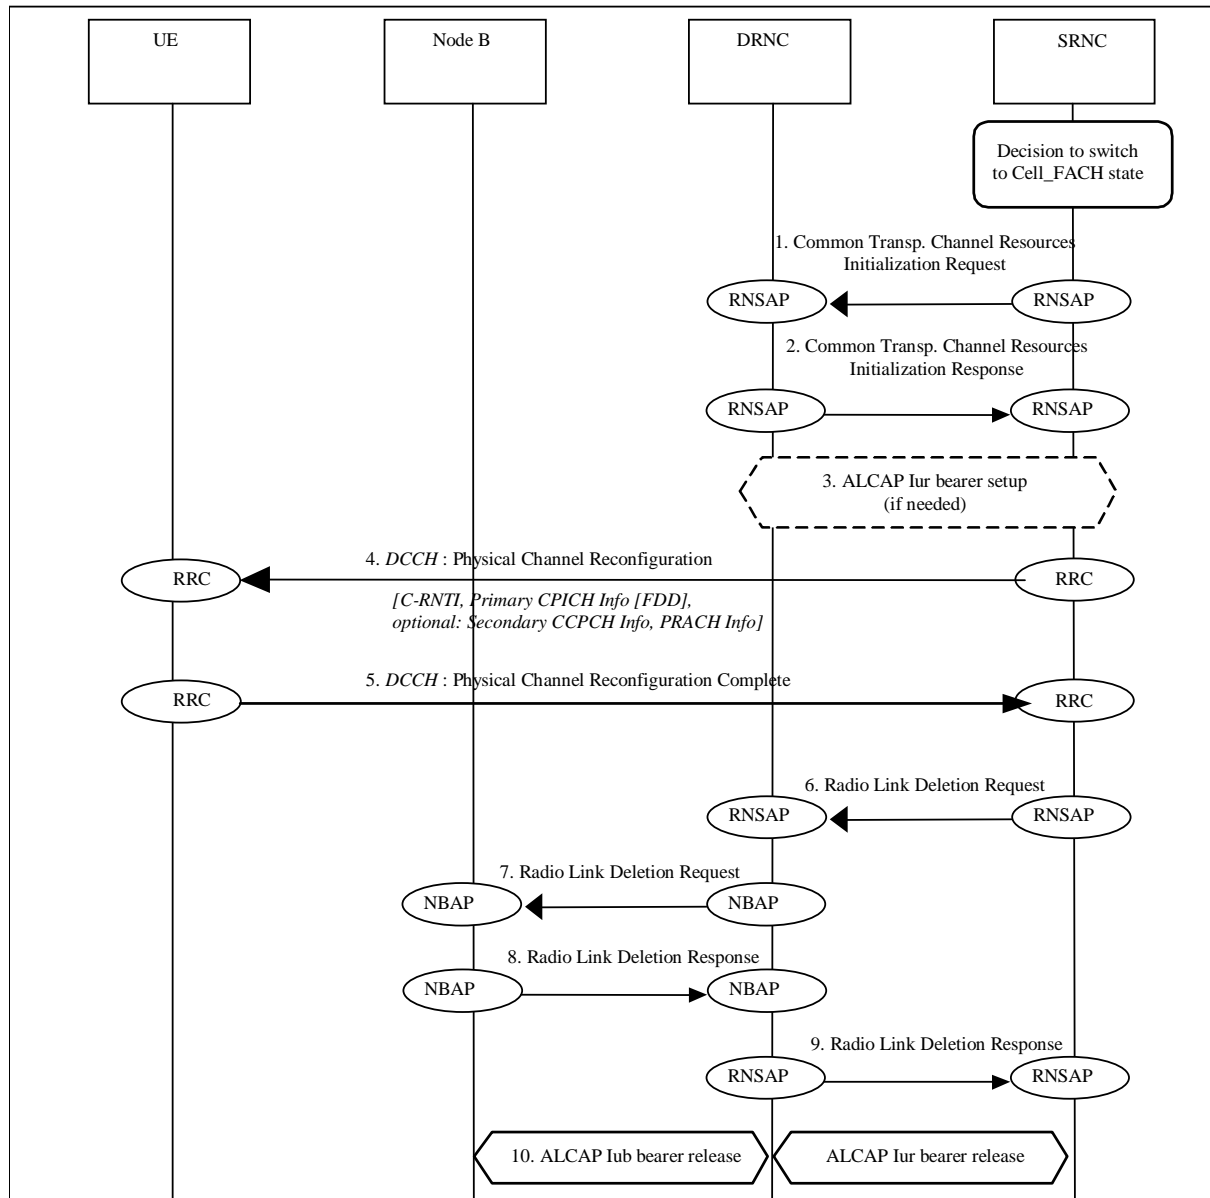 UE
Node B
DRNC
SRNC
Decision to switch
to Cell_FACH state
1. Common Transp. Channel Resources
Initialization Request
RNSAP
RNSAP
2. Common Transp. Channel Resources
Initialization Response
RNSAP
RNSAP
3. ALCAP Iur bearer setup
(if needed)
4. DCCH : Physical Channel Reconfiguration
RRC
RRC
[C-RNTI, Primary CPICH Info [FDD],
optional: Secondary CCPCH Info, PRACH Info]
5. DCCH : Physical Channel Reconfiguration Complete
RRC
RRC
6. Radio Link Deletion Request
RNSAP
RNSAP
7. Radio Link Deletion Request
NBAP
NBAP
8. Radio Link Deletion Response
NBAP
NBAP
9. Radio Link Deletion Response
RNSAP
RNSAP
10. ALCAP Iub bearer release
ALCAP Iur bearer release